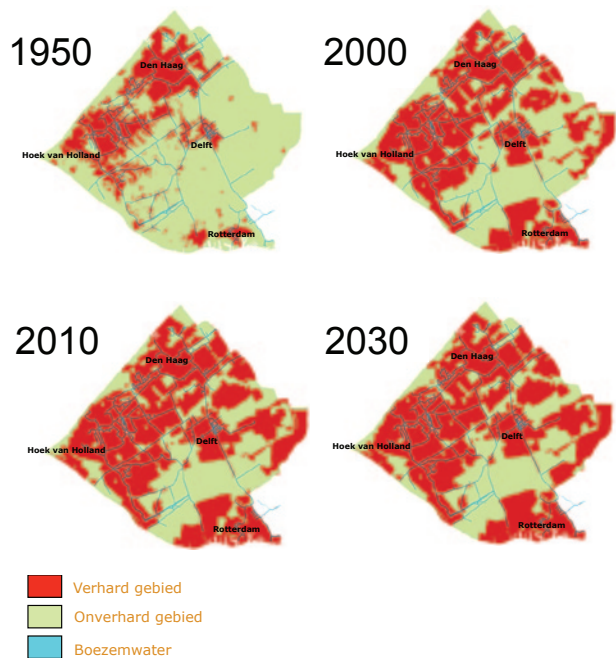 1950
Den Haag
Hoek van Holland
Delft
Rotterdam
2000
Den Haag
Hoek van Holland
Delft
Rotterdam
2010
Den Haag
Hoek van Holland
Delft
Rotterdam
2030
Den Haag
Hoek van Holland
Delft
Rotterdam
Verhard gebied
Onverhard gebied
Boezemwater